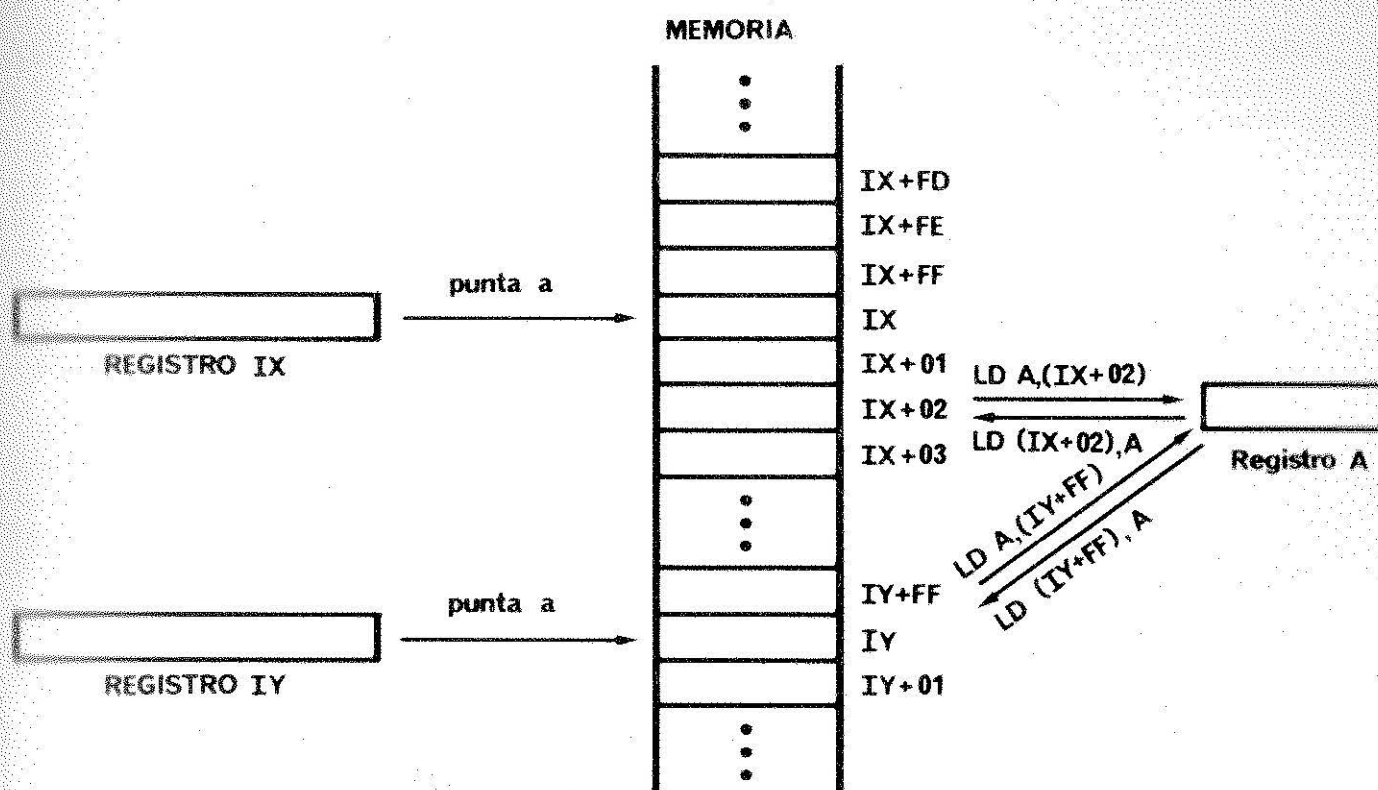 MEMORIA
IX+FD
IX+FE
IX+FF
punta a
IX
REGISTRO IX
IX+01
LD A,(IX+02)
IX+02
LD (IX+02),A
IX+03
Registro A
LD A,(IY+FF)
LD (IY+FF), A
IY+FF
punta a
IY
REGISTRO IY
IY+01